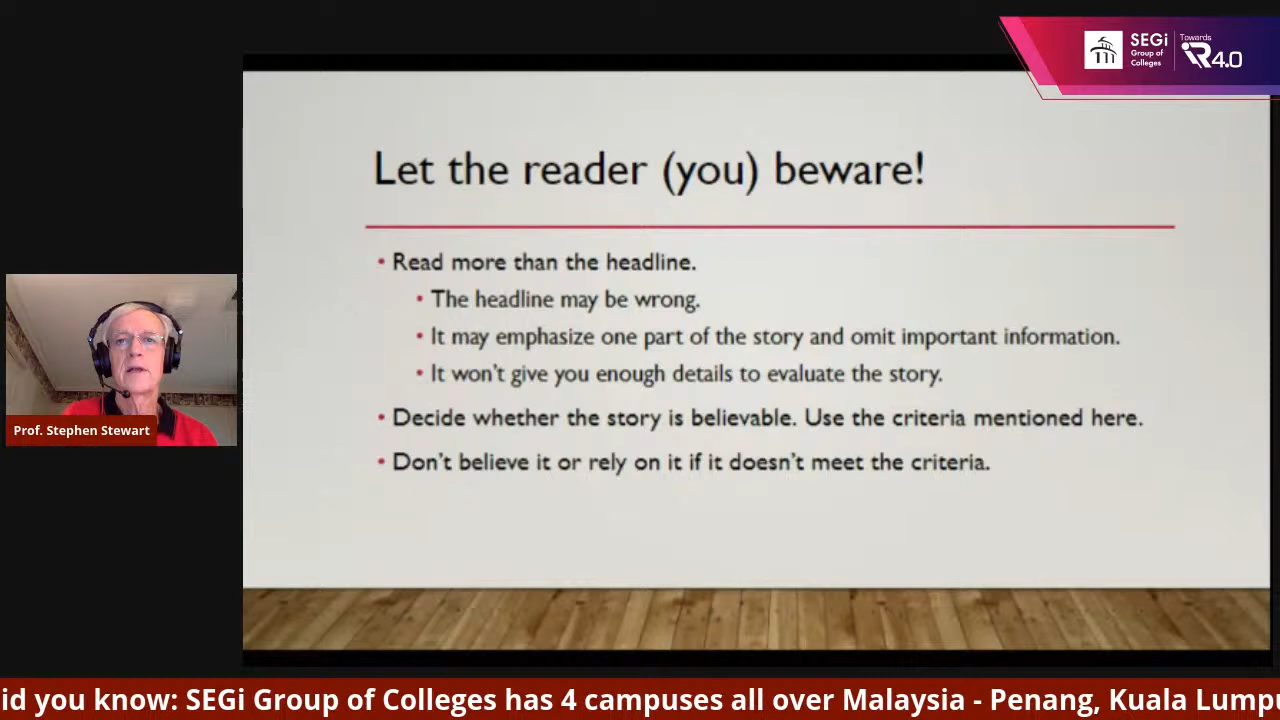 SEGi
Group of
Colleges
Towards
iR4.0
Let the reader (you) beware!
• Read more than the headline.
• The headline may be wrong.
• It may emphasize one part of the story and omit important information.
• It won't give you enough details to evaluate the story.
• Decide whether the story is believable. Use the criteria mentioned here.
• Don't believe it or rely on it if it doesn't meet the criteria.
Prof. Stephen Stewart
id you know: SEGi Group of Colleges has 4 campuses all over Malaysia - Penang, Kuala Lump